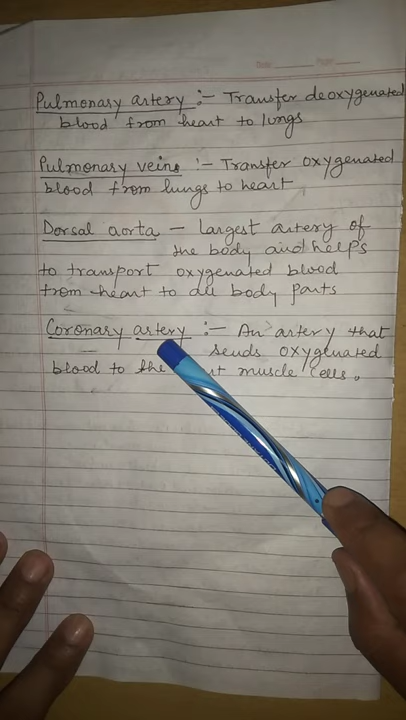 Pulmonary artery :- Transfer deoxygenated
blood from heart to lungs
Pulmonary veins :- Transfer oxygenated
blood from lungs to heart
Dorsal aorta - largest artery of
the body and helps
to transport oxygenated blood
from heart to all body parts
Coronary artery :- An artery that
sends oxygenated
blood to the muscle cells.